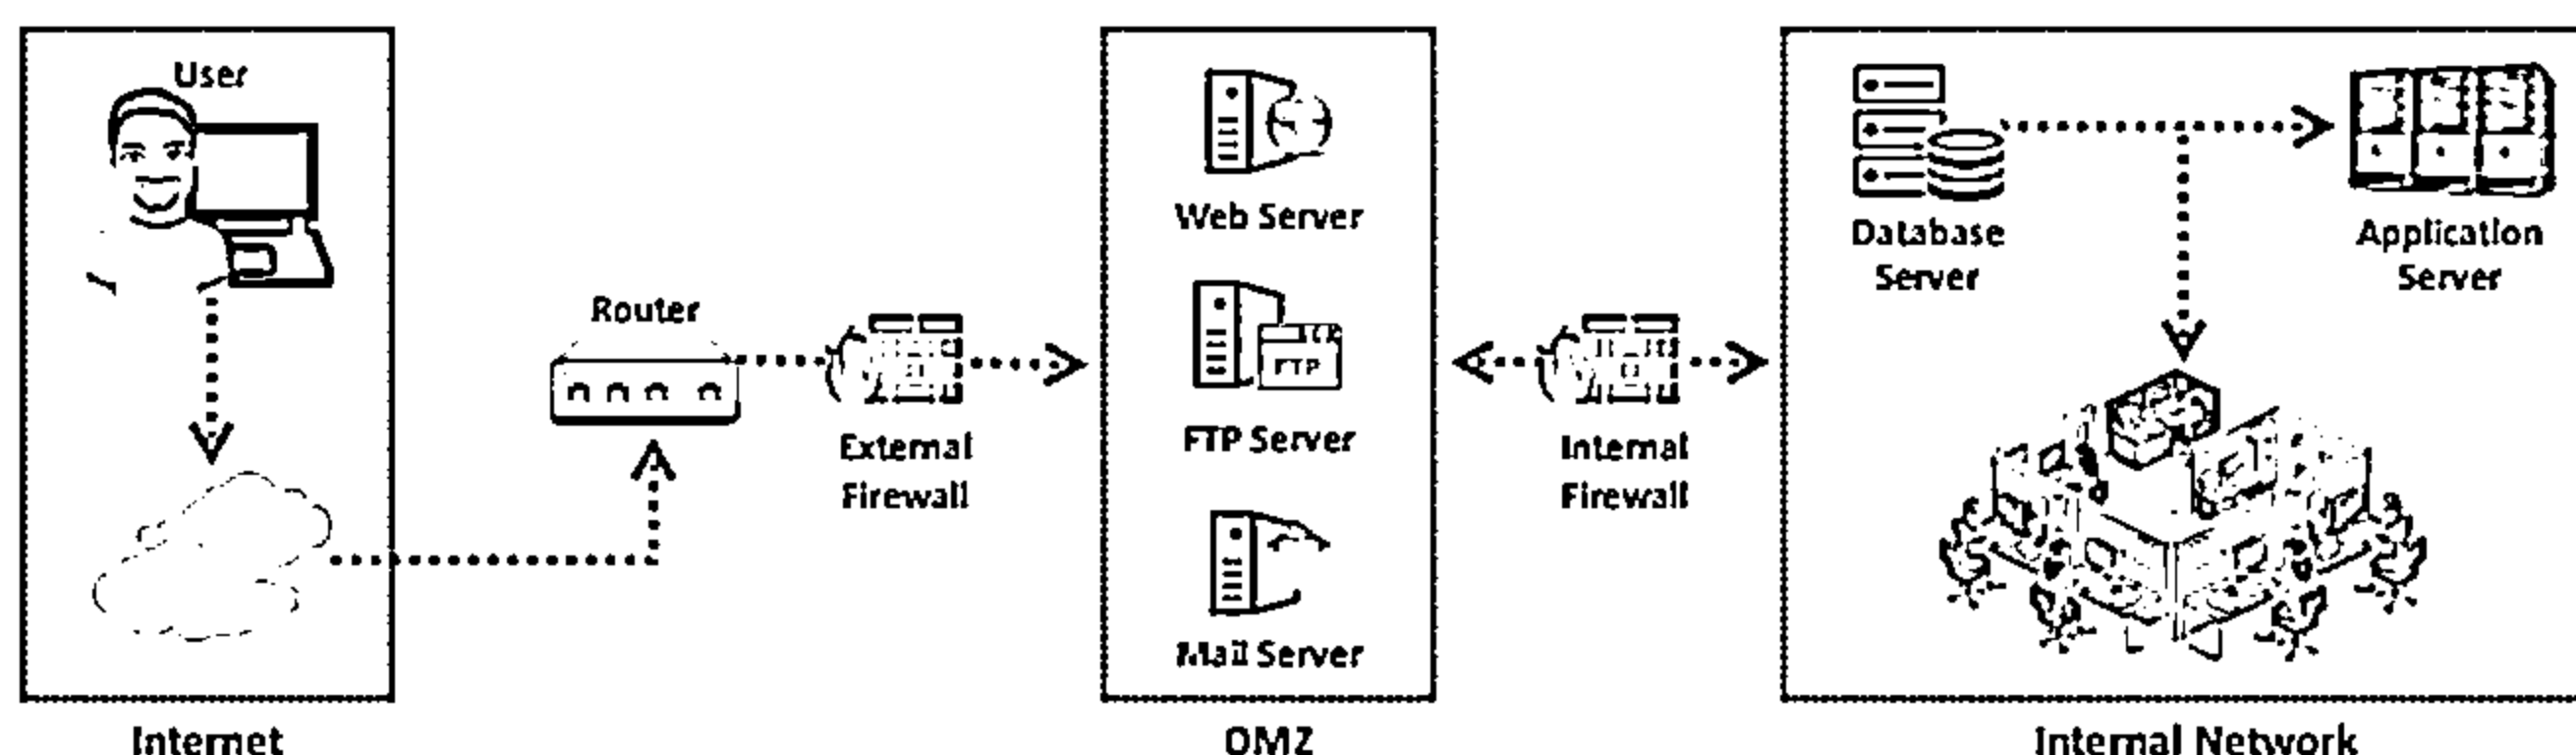 User
Router
External
Firewall
Web Server
FTP
FTP Server
Mail Server
Internal
Firewall
Database
Server
Application
Server
Internet
DMZ
Internal Network